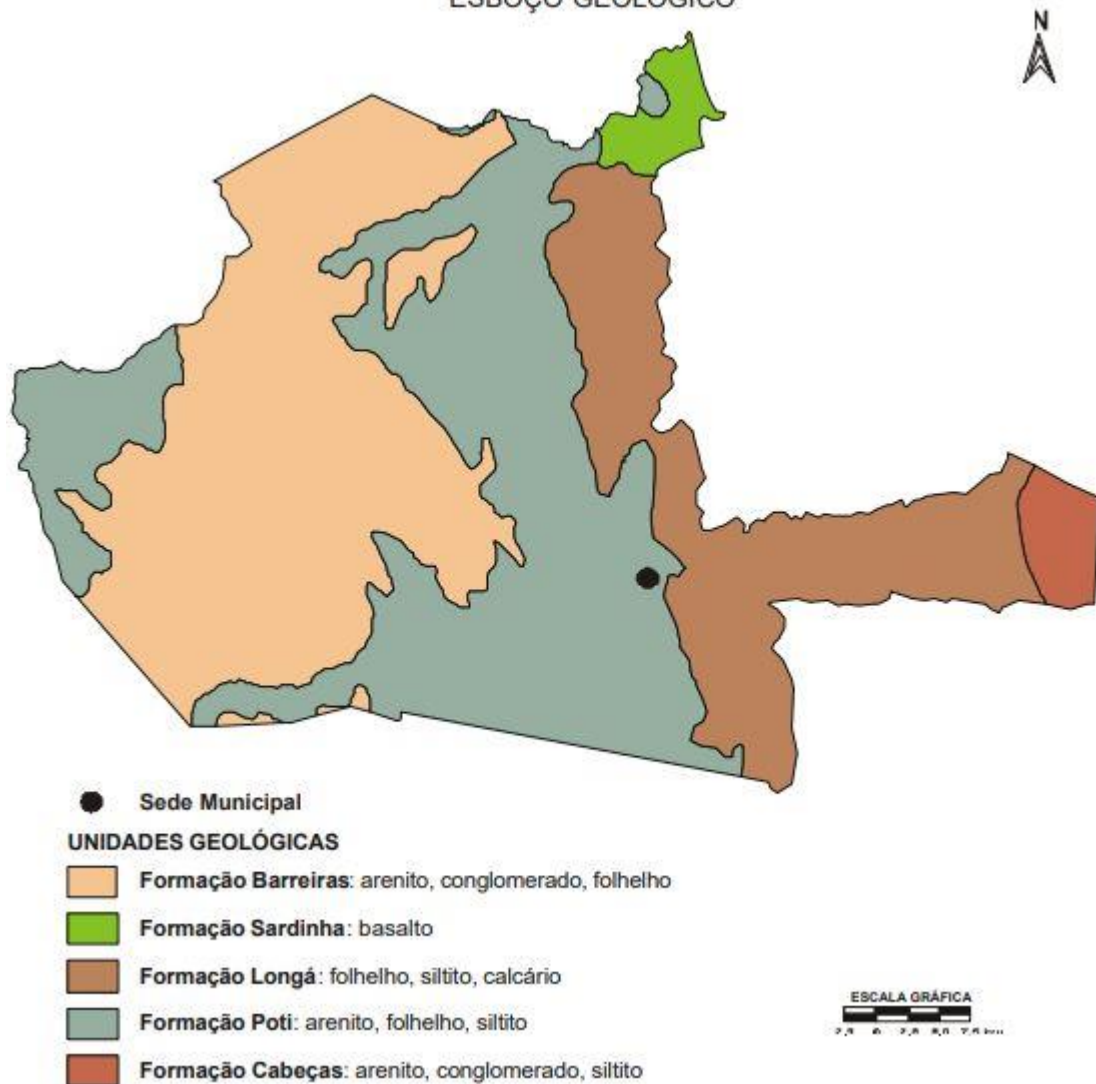 ESBOÇO GEOLÓGICO
N
Sede Municipal
UNIDADES GEOLÓGICAS
Formação Barreiras: arenito, conglomerado, folhelho
Formação Sardinha: basalto
Formação Longá: folhelho, siltito, calcário
Formação Poti: arenito, folhelho, siltito
Formação Cabeças: arenito, conglomerado, siltito
ESCALA GRÁFICA